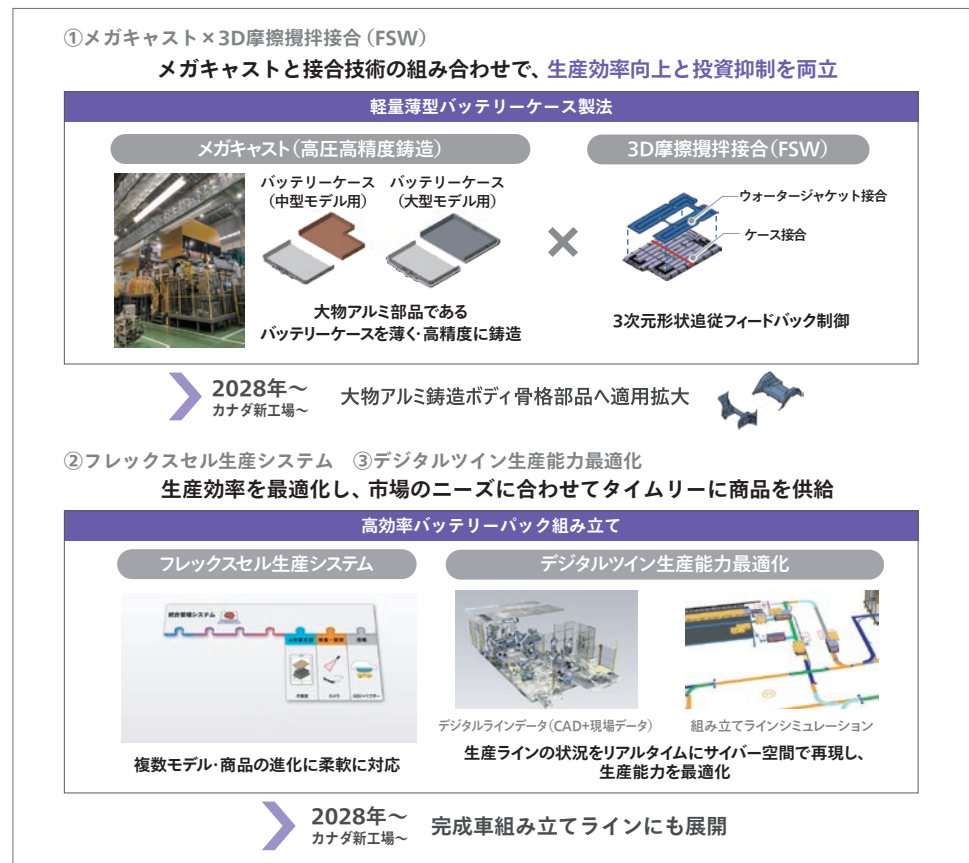 ①メガキャスト×3D摩擦攪拌接合（FSW）
メガキャストと接合技術の組み合わせで、生産効率向上と投資抑制を両立
軽量薄型バッテリーケース製法
メガキャスト（高圧高精度鋳造）
3D摩擦攪拌接合（FSW）
バッテリーケース
（中型モデル用）
バッテリーケース
（大型モデル用）
×
ウォータージャケット接合
ケース接合
大物アルミ部品である
バッテリーケースを薄く・高精度に鋳造
3次元形状追従フィードバック制御
2028年～
カナダ新工場～
大物アルミ鋳造ボディ骨格部品へ適用拡大
②フレックスセル生産システム　③デジタルツイン生産能力最適化
生産効率を最適化し、市場のニーズに合わせてタイムリーに商品を供給
高効率バッテリーパック組み立て
フレックスセル生産システム
デジタルツイン生産能力最適化
統合管理システム
カメラ
デジタルラインデータ（CAD+現場データ）
組み立てラインシミュレーション
複数モデル・商品の進化に柔軟に対応
生産ラインの状況をリアルタイムにサイバー空間で再現し、
生産能力を最適化
2028年～
カナダ新工場～
完成車組み立てラインにも展開